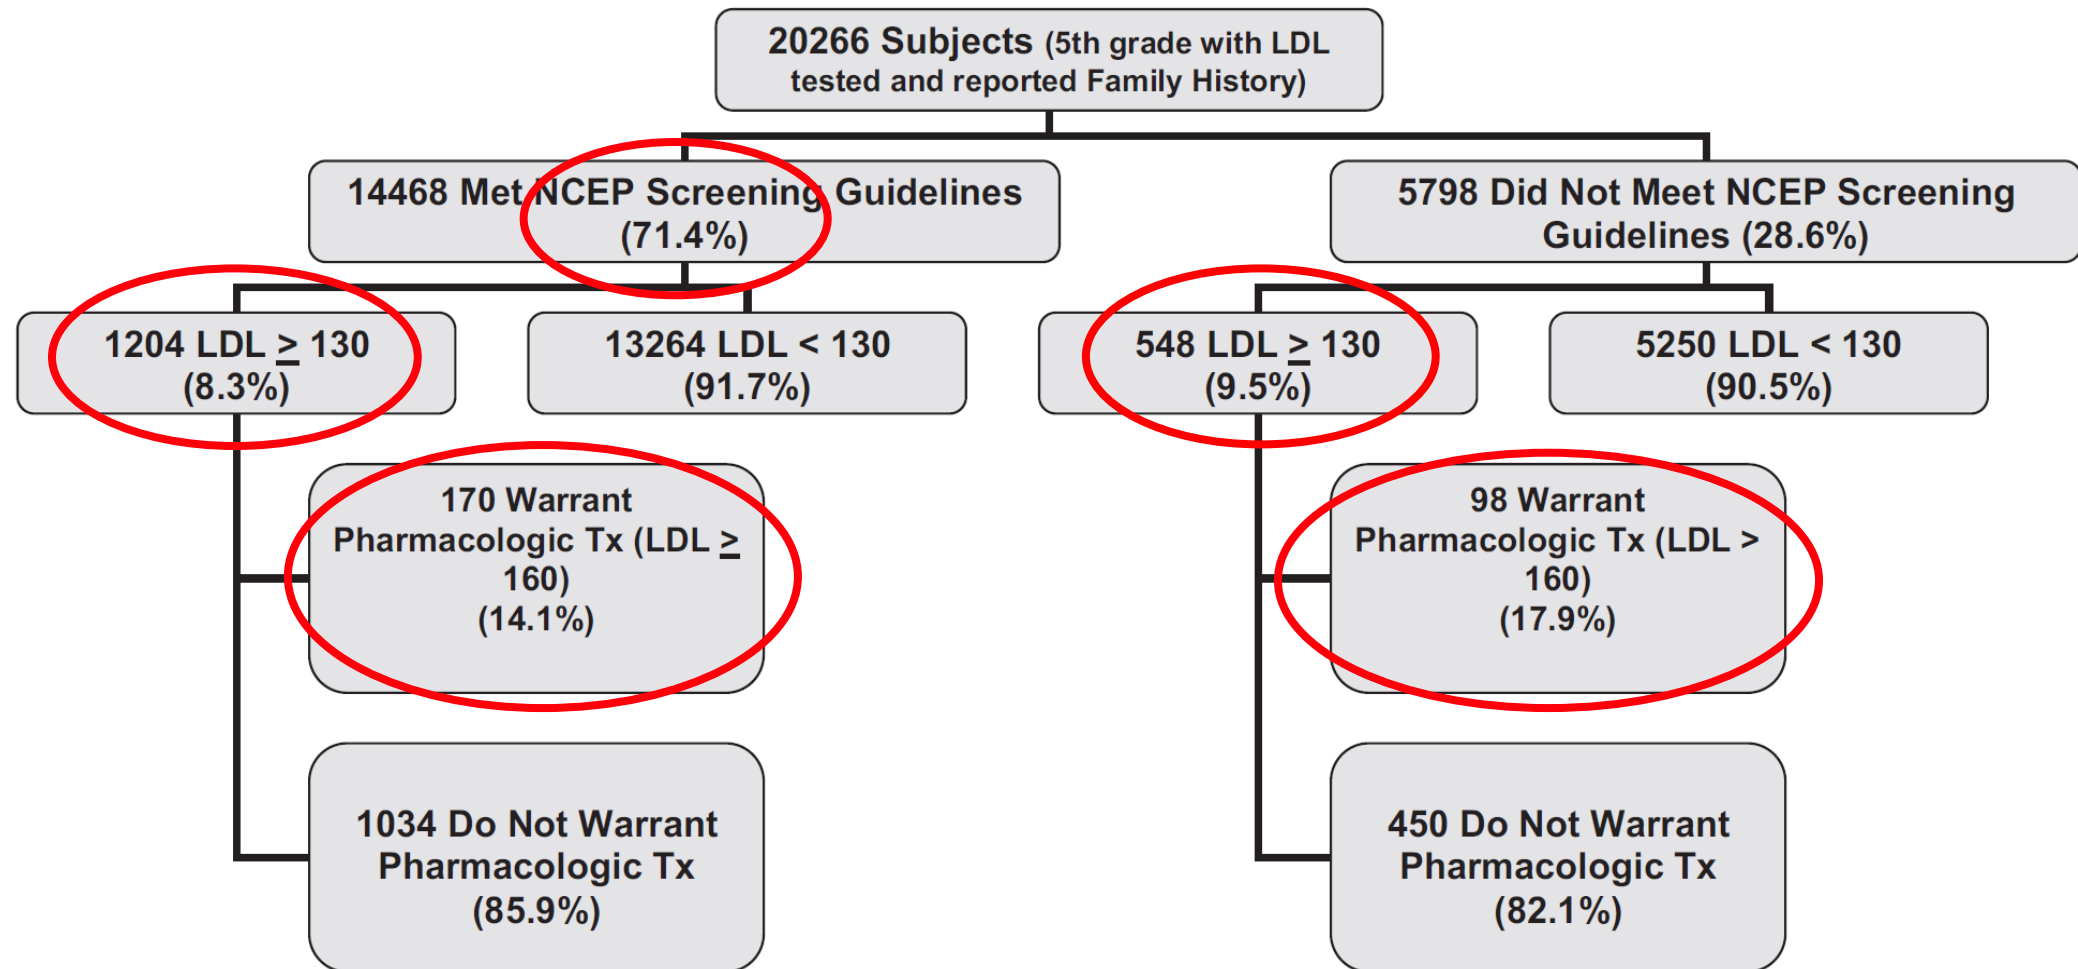 20266 Subjects (5th grade with LDL
tested and reported Family History)
14468 Met NCEP Screening Guidelines
(71.4%)
5798 Did Not Meet NCEP Screening
Guidelines (28.6%)
1204 LDL ≥ 130
(8.3%)
13264 LDL < 130
(91.7%)
548 LDL ≥ 130
(9.5%)
5250 LDL < 130
(90.5%)
170 Warrant
Pharmacologic Tx (LDL ≥
160)
(14.1%)
98 Warrant
Pharmacologic Tx (LDL >
160)
(17.9%)
1034 Do Not Warrant
Pharmacologic Tx
(85.9%)
450 Do Not Warrant
Pharmacologic Tx
(82.1%)